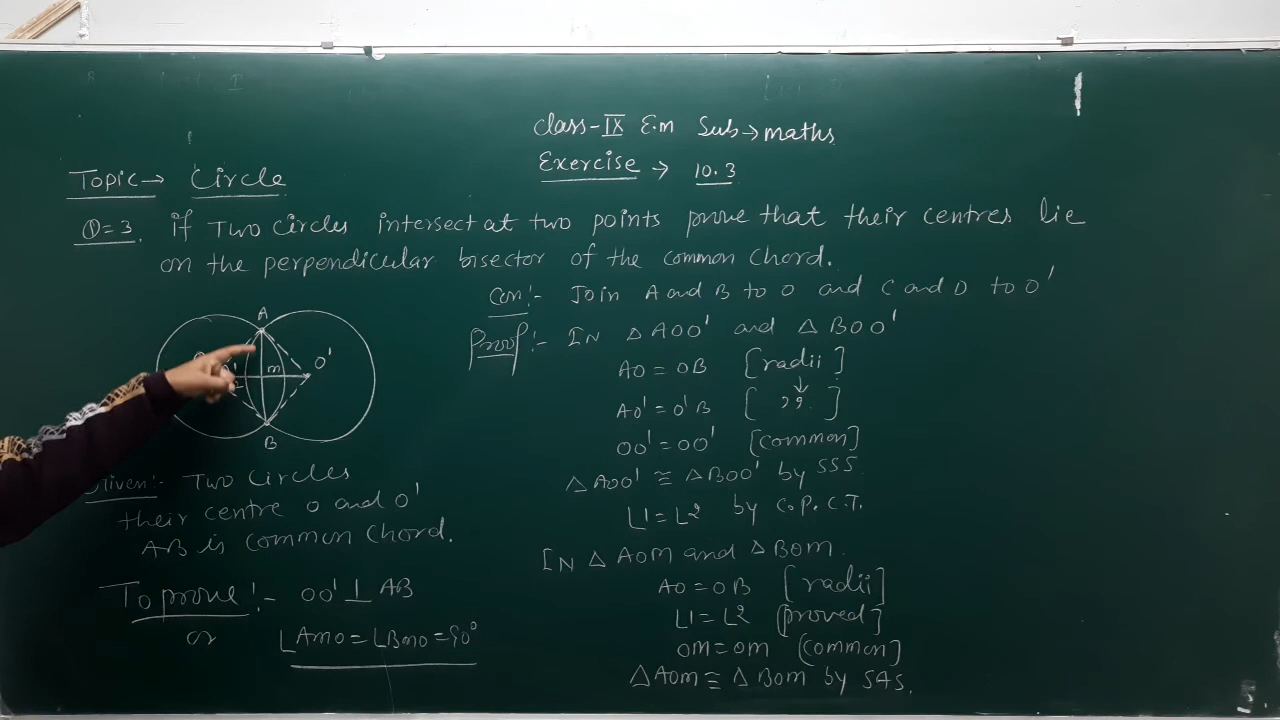 Class-IX E.m Sub→maths
Exercise → 10.3
Topic→ Circle
Q=3. if Two circles intersect at two points prove that their centres lie
on the perpendicular bisector of the common chord.
A
O'
m
B
Given:- Two circles
their centre O and O'
AB is common chord.
To prove:- OO' ⊥ AB
or ∠AMO = ∠BMO = 90°
Con:- Join A and B to O and C and D to O'
Proof:- IN △AOO' and △BOO'
AO = OB [radii]
AO' = O'B [ ,, ]
OO' = OO' [common]
△AOO' ≅ △BOO' by SSS
∠1 = ∠2 by C.P.C.T.
IN △AOM and △BOM.
AO = OB [radii]
∠1 = ∠2 [proved]
OM = OM [common]
△AOM ≅ △BOM by SAS.